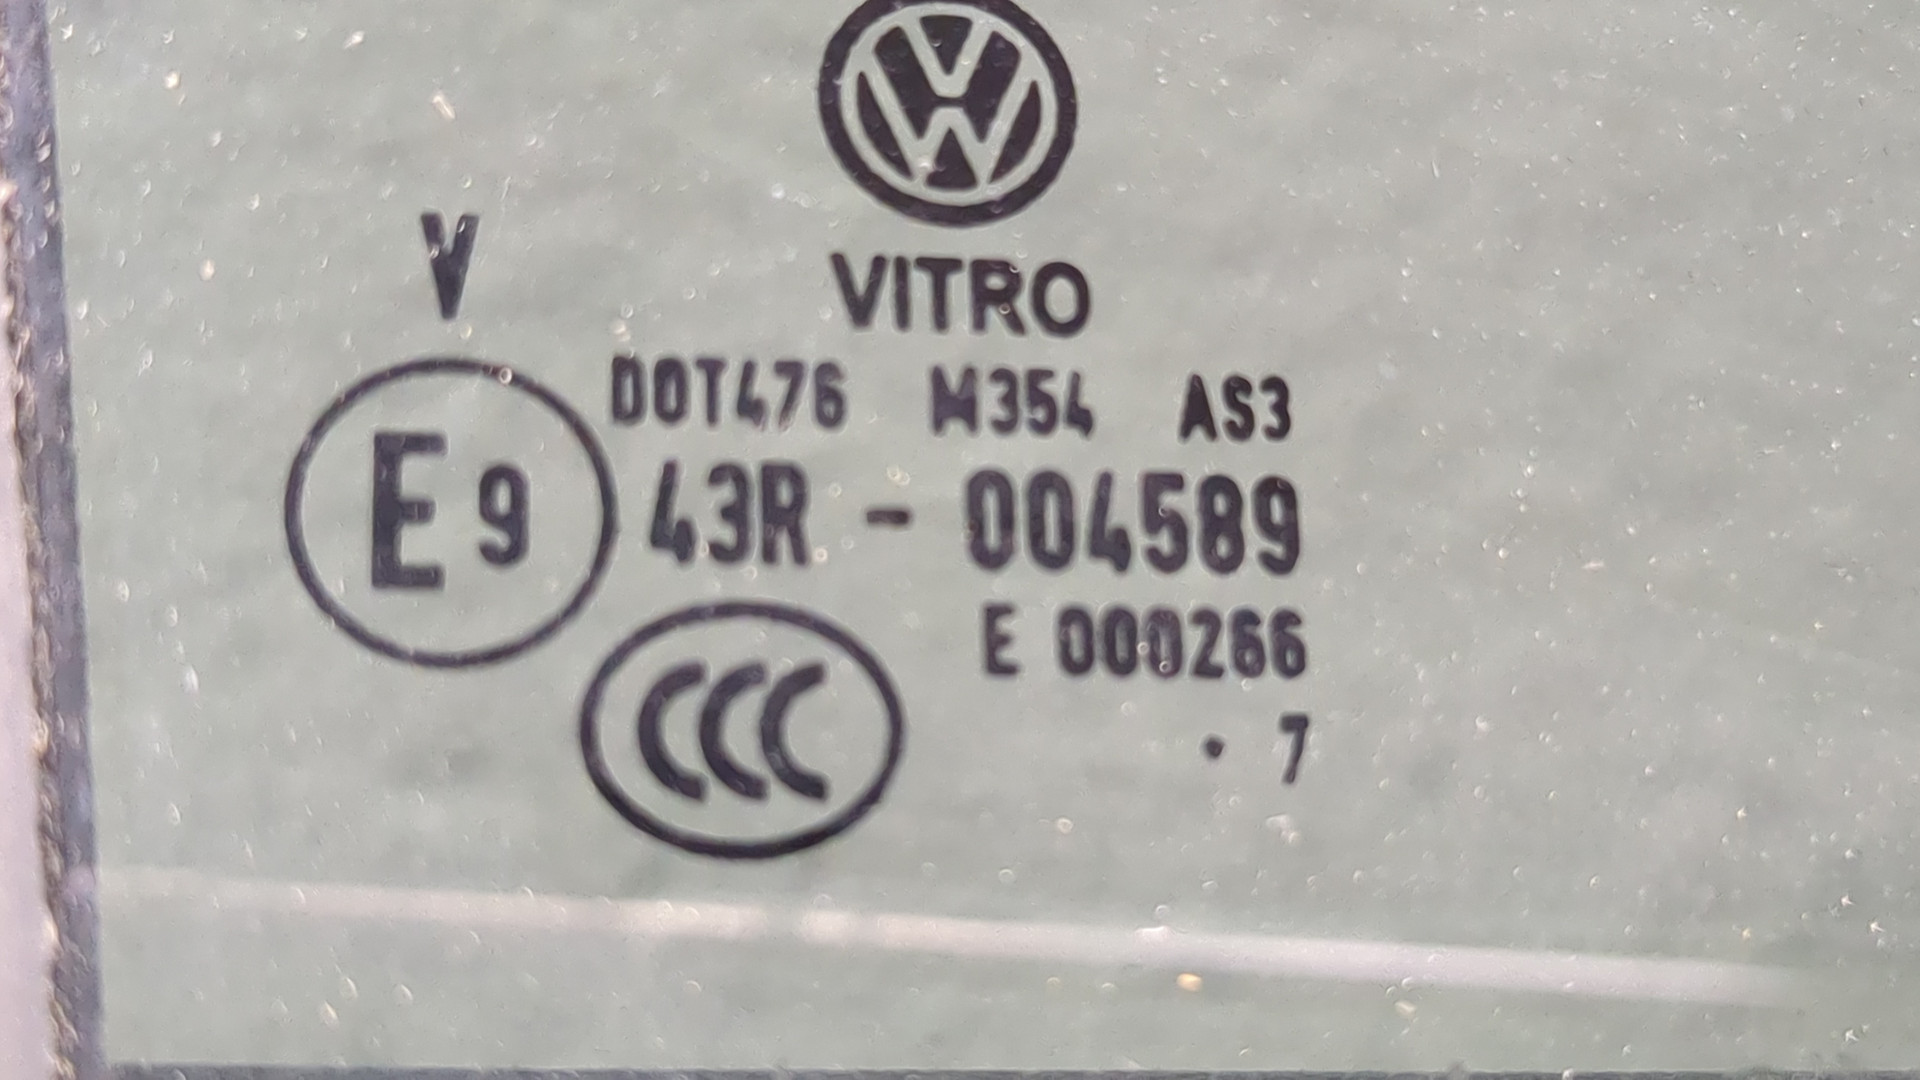 VITRO
V
DOT476 M354 AS3
E9 43R - 004589
E 000266
CCC
· 7